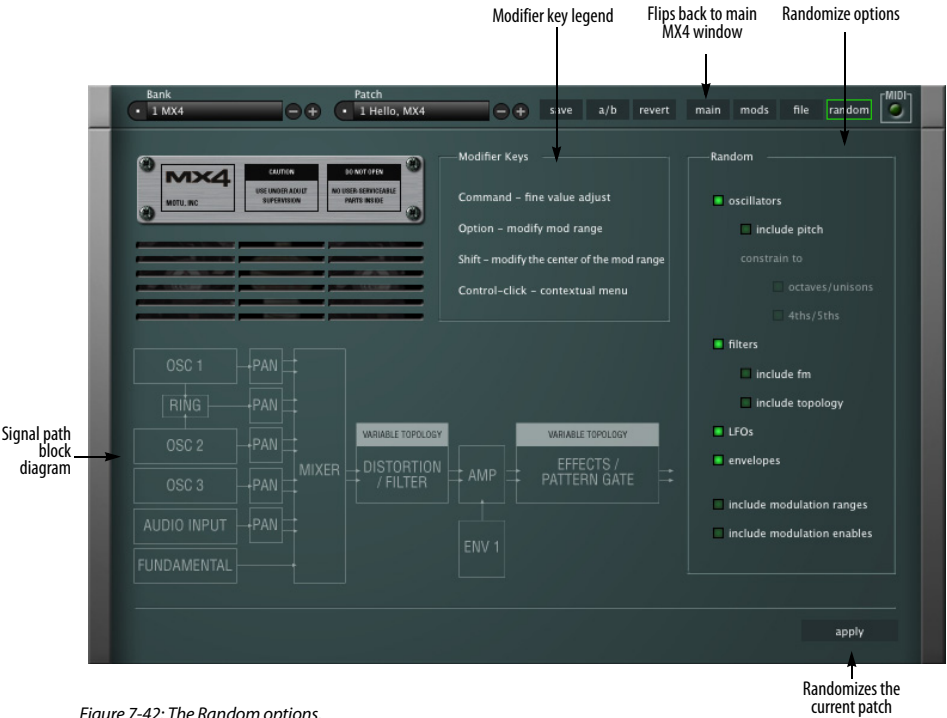 Modifier key legend
Flips back to main
MX4 window
Randomize options
Bank
1 MX4
Patch
1 Hello, MX4
save
a/b
revert
main
mods
file
random
MIDI
MX4
MOTU, INC
CAUTION
USE UNDER ADULT
SUPERVISION
DO NOT OPEN
NO USER-SERVICEABLE
PARTS INSIDE
Modifier Keys
Command – fine value adjust
Option – modify mod range
Shift – modify the center of the mod range
Control-click – contextual menu
Random
oscillators
include pitch
constrain to
octaves/unisons
4ths/5ths
filters
include fm
include topology
LFOs
envelopes
include modulation ranges
include modulation enables
Signal path
block
diagram
OSC 1
PAN
RING
PAN
OSC 2
PAN
OSC 3
PAN
AUDIO INPUT
PAN
FUNDAMENTAL
MIXER
VARIABLE TOPOLOGY
DISTORTION
/ FILTER
AMP
ENV 1
VARIABLE TOPOLOGY
EFFECTS /
PATTERN GATE
apply
Randomizes the
current patch
Figure 7-42: The Random options